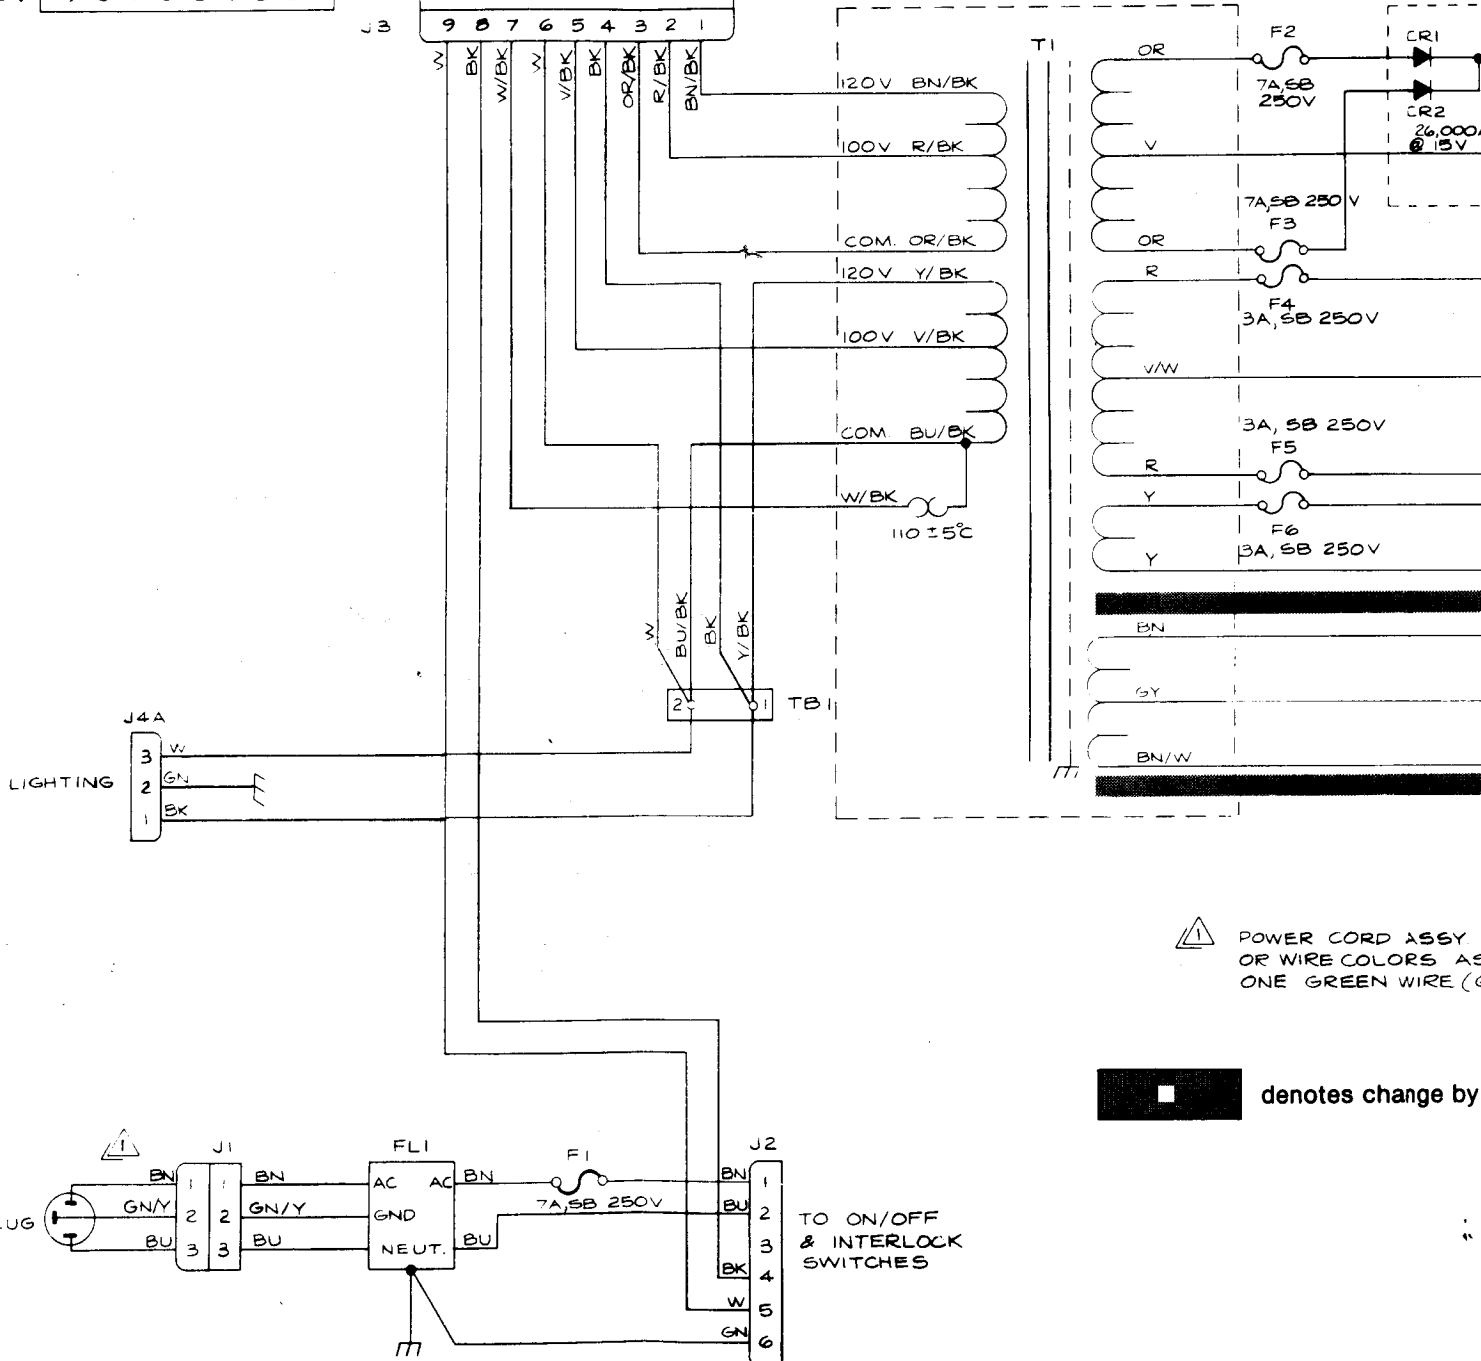 J3
9 8 7 6 5 4 3 2 1
W BK W/BK W V/BK BK OR/BK R/BK BN/BK
T1
120V BN/BK
100V R/BK
COM. OR/BK
120V Y/BK
100V V/BK
COM. BU/BK
W/BK
110 ±5°C
OR
V
OR
R
V/W
R
Y
Y
BN
GY
BN/W
F2
7A,SB
250V
CR1
CR2
26,000
@ 15V
7A,SB 250V
F3
F4
3A, SB 250V
3A, SB 250V
F5
F6
3A, SB 250V
W BU/BK BK Y/BK
2 1 TB1
J4A
LIGHTING
3 W
2 GN
1 BK
1 POWER CORD ASSY.
OR WIRE COLORS AS
ONE GREEN WIRE (
denotes change by
1
J1
FL1
F1
J2
BN 1 1 BN AC AC BN
GN/Y 2 2 GN/Y GND
BU 3 3 BU NEUT. BU
7A,SB 250V
LUG
BN 1
BU 2
3
BK 4
W 5
GN 6
TO ON/OFF
& INTERLOCK
SWITCHES